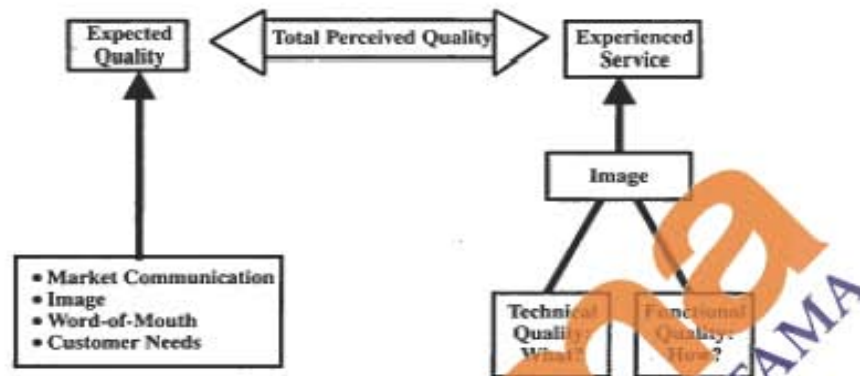 Expected
Quality
Total Perceived Quality
Experienced
Service
Image
• Market Communication
• Image
• Word-of-Mouth
• Customer Needs
Technical
Quality:
What?
Functional
Quality:
How?